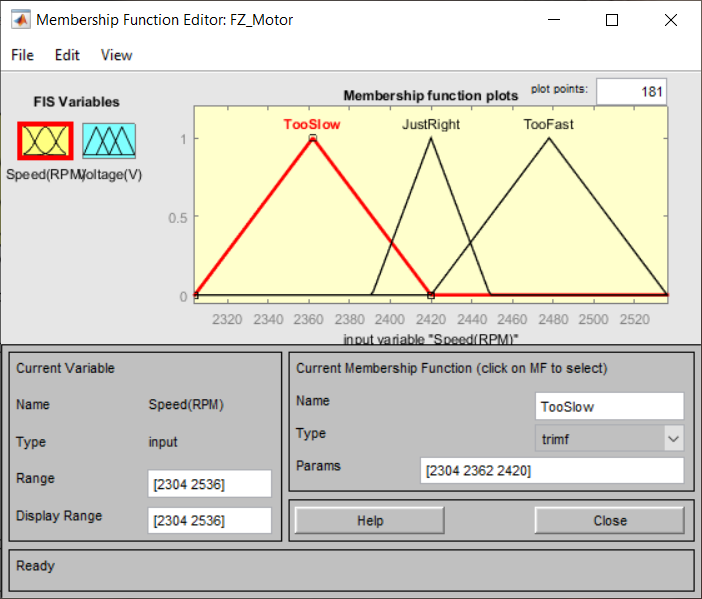 Membership Function Editor: FZ_Motor
File Edit View
FIS Variables
Membership function plots
plot points:
181
Speed(RPM)
Voltage(V)
TooSlow JustRight TooFast
1
0.5
0
2320 2340 2360 2380 2400 2420 2440 2460 2480 2500 2520
input variable "Speed(RPM)"
Current Variable
Name Speed(RPM)
Type input
Range [2304 2536]
Display Range [2304 2536]
Current Membership Function (click on MF to select)
Name TooSlow
Type trimf
Params [2304 2362 2420]
Help Close
Ready